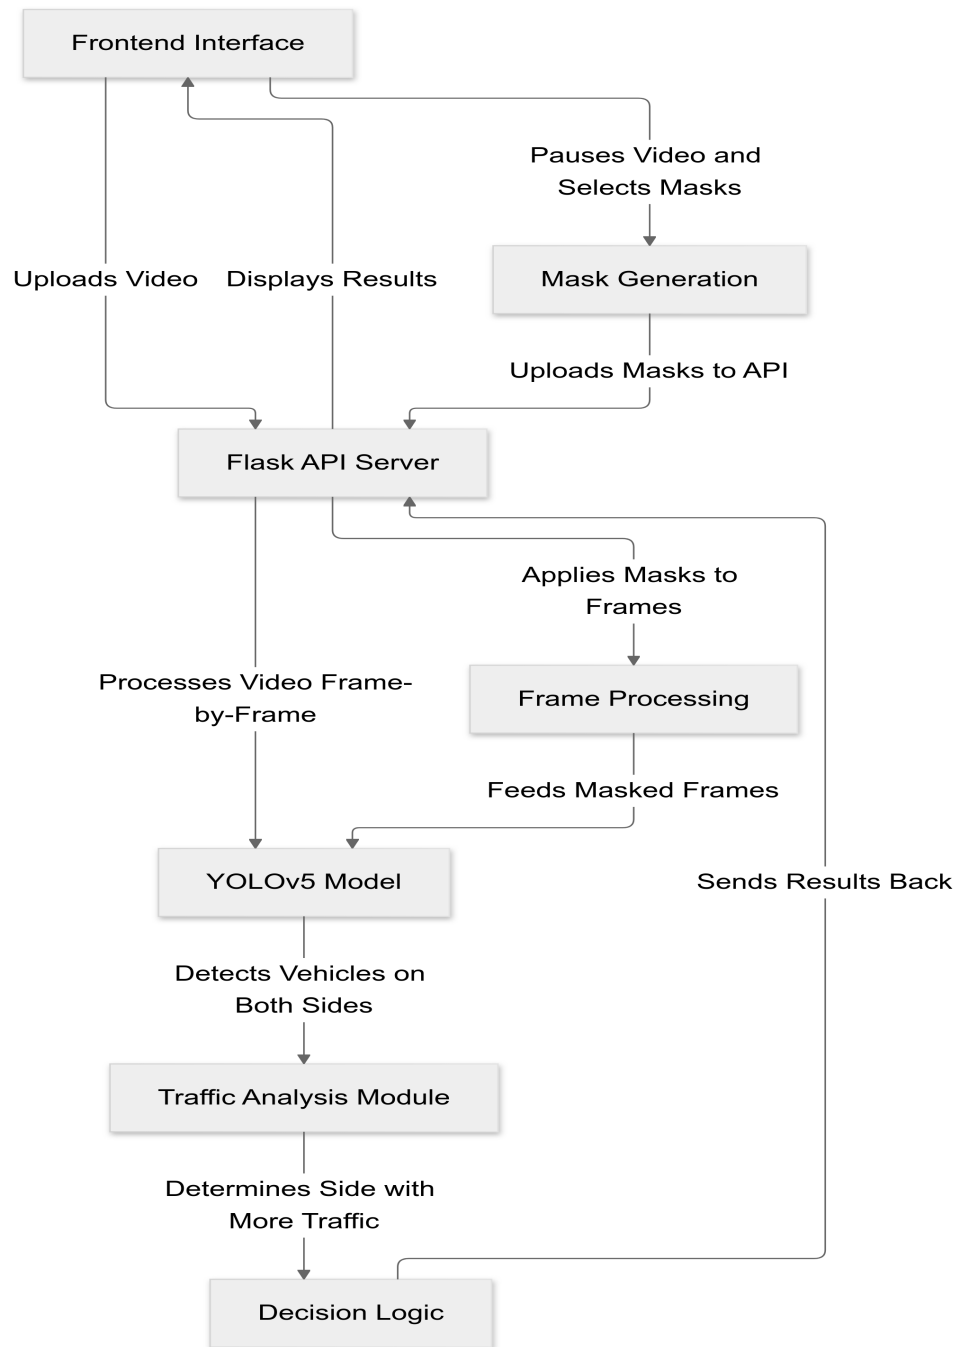 Frontend Interface
Pauses Video and
Selects Masks
Uploads Video
Displays Results
Mask Generation
Uploads Masks to API
Flask API Server
Applies Masks to
Frames
Processes Video Frame-
by-Frame
Frame Processing
Feeds Masked Frames
YOLOv5 Model
Sends Results Back
Detects Vehicles on
Both Sides
Traffic Analysis Module
Determines Side with
More Traffic
Decision Logic